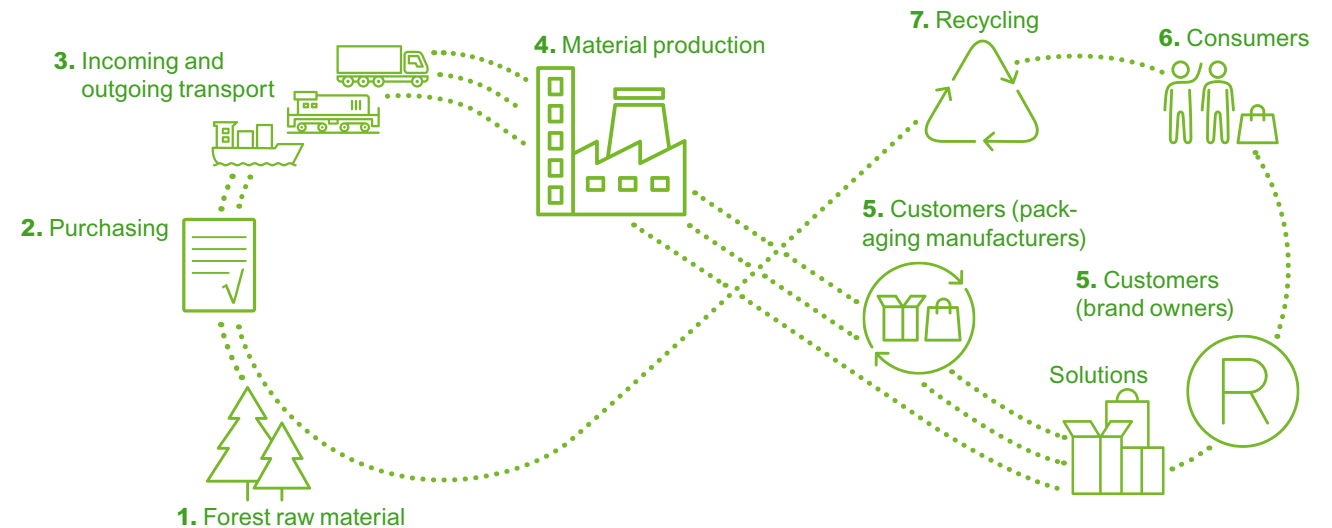 7. Recycling
6. Consumers
4. Material production
3. Incoming and
outgoing transport
2. Purchasing
5. Customers (pack-
aging manufacturers)
5. Customers
(brand owners)
Solutions
R
1. Forest raw material